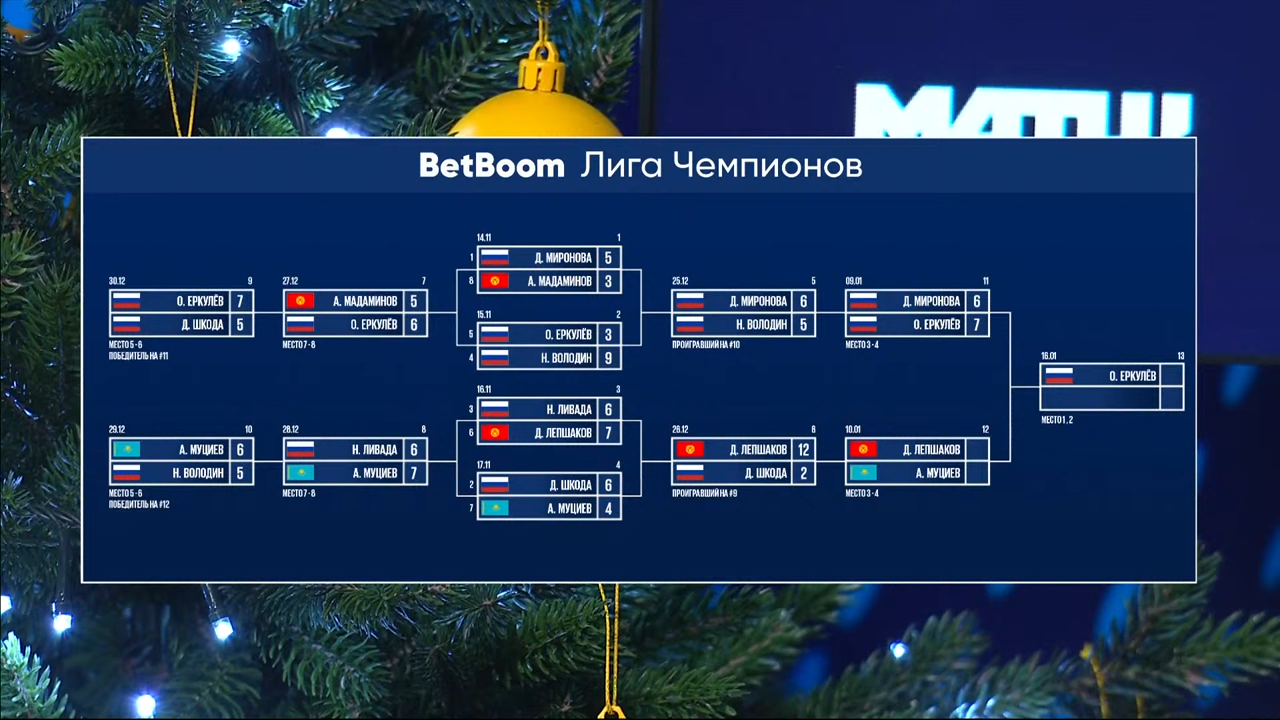 МАТЧ
BetBoom Лига Чемпионов
30.12 9
О. ЕРКУЛЁВ 7
Д. ШКОДА 5
МЕСТО 5 - 6
ПОБЕДИТЕЛЬ НА #11
27.12 7
А. МАДАМИНОВ 5
О. ЕРКУЛЁВ 6
МЕСТО 7 - 8
14.11 1
1 Д. МИРОНОВА 5
8 А. МАДАМИНОВ 3
15.11 2
5 О. ЕРКУЛЁВ 3
4 Н. ВОЛОДИН 9
25.12 5
Д. МИРОНОВА 6
Н. ВОЛОДИН 5
ПРОИГРАВШИЙ НА #10
09.01 11
Д. МИРОНОВА 6
О. ЕРКУЛЁВ 7
МЕСТО 3 - 4
16.01 13
О. ЕРКУЛЁВ
МЕСТО 1, 2
29.12 10
А. МУЦИЕВ 6
Н. ВОЛОДИН 5
МЕСТО 5 - 6
ПОБЕДИТЕЛЬ НА #12
28.12 8
Н. ЛИВАДА 6
А. МУЦИЕВ 7
МЕСТО 7 - 8
16.11 3
3 Н. ЛИВАДА 6
6 Д. ЛЕПШАКОВ 7
17.11 4
2 Д. ШКОДА 6
7 А. МУЦИЕВ 4
26.12 6
Д. ЛЕПШАКОВ 12
Д. ШКОДА 2
ПРОИГРАВШИЙ НА #9
10.01 12
Д. ЛЕПШАКОВ
А. МУЦИЕВ
МЕСТО 3 - 4